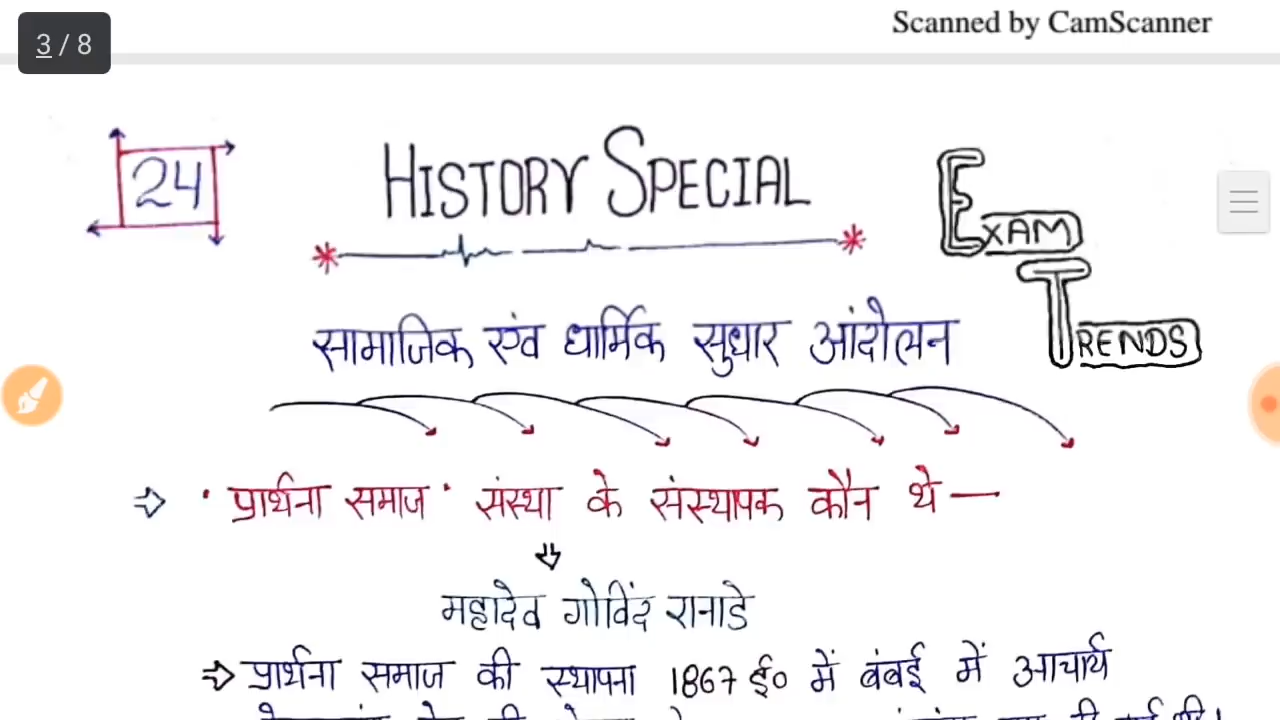 Scanned by CamScanner
3 / 8
24
HISTORY SPECIAL
EXAM
TRENDS
सामाजिक एंव धार्मिक सुधार आंदोलन
⇒ 'प्रार्थना समाज' संस्था के संस्थापक कौन थे —
महादेव गोविंद रानाडे
⇒ प्रार्थना समाज की स्थापना 1867 ई० में बंबई में आचार्य